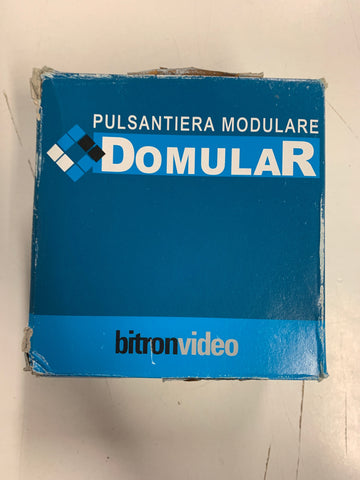 PULSANTIERA MODULARE
DOMULAR
bitronvideo